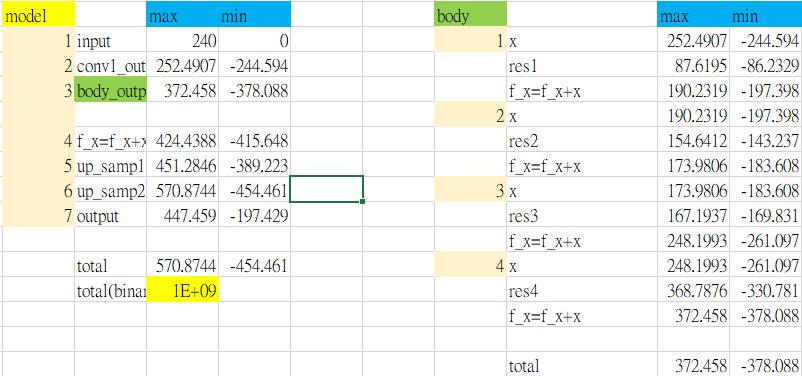 model max min body max min
1 input 240 0 1 x 252.4907 -244.594
2 conv1_out 252.4907 -244.594 res1 87.6195 -86.2329
3 body_outp 372.458 -378.088 f_x=f_x+x 190.2319 -197.398
2 x 190.2319 -197.398
4 f_x=f_x+x 424.4388 -415.648 res2 154.6412 -143.237
5 up_samp1 451.2846 -389.223 f_x=f_x+x 173.9806 -183.608
6 up_samp2 570.8744 -454.461 3 x 173.9806 -183.608
7 output 447.459 -197.429 res3 167.1937 -169.831
f_x=f_x+x 248.1993 -261.097
total 570.8744 -454.461 4 x 248.1993 -261.097
total(binar 1E+09 res4 368.7876 -330.781
f_x=f_x+x 372.458 -378.088
total 372.458 -378.088